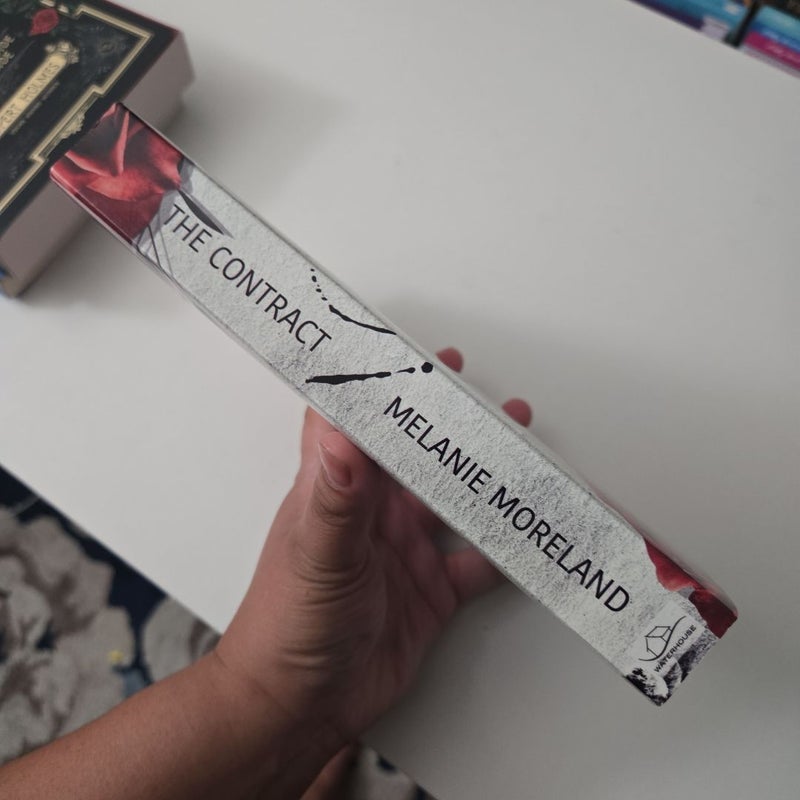 THE CONTRACT
MELANIE MORELAND
WATERHOUSE